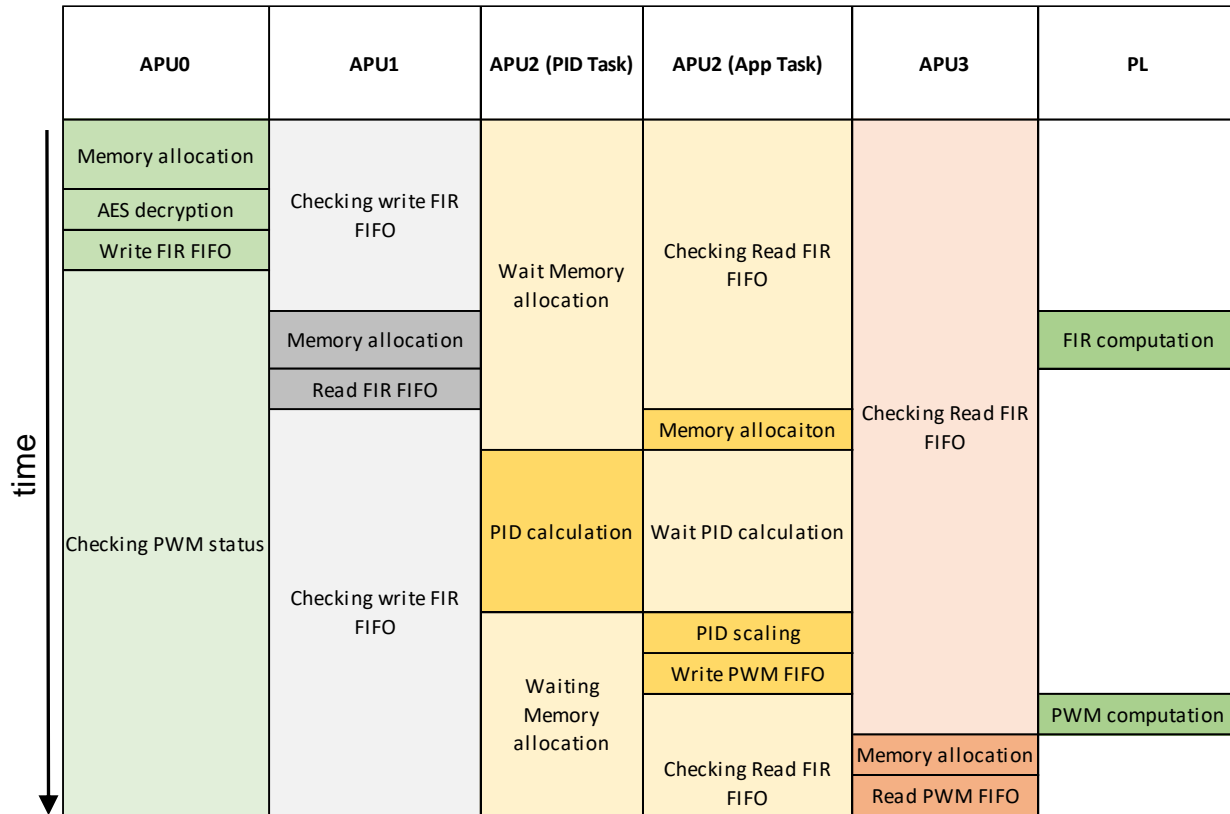 APU0
APU1
APU2 (PID Task)
APU2 (App Task)
APU3
PL
time
Memory allocation
AES decryption
Write FIR FIFO
Checking PWM status
Checking write FIR
FIFO
Memory allocation
Read FIR FIFO
Checking write FIR
FIFO
Wait Memory
allocation
PID calculation
Waiting
Memory
allocation
Checking Read FIR
FIFO
Memory allocaiton
Wait PID calculation
PID scaling
Write PWM FIFO
Checking Read FIR
FIFO
Checking Read FIR
FIFO
Memory allocation
Read PWM FIFO
FIR computation
PWM computation